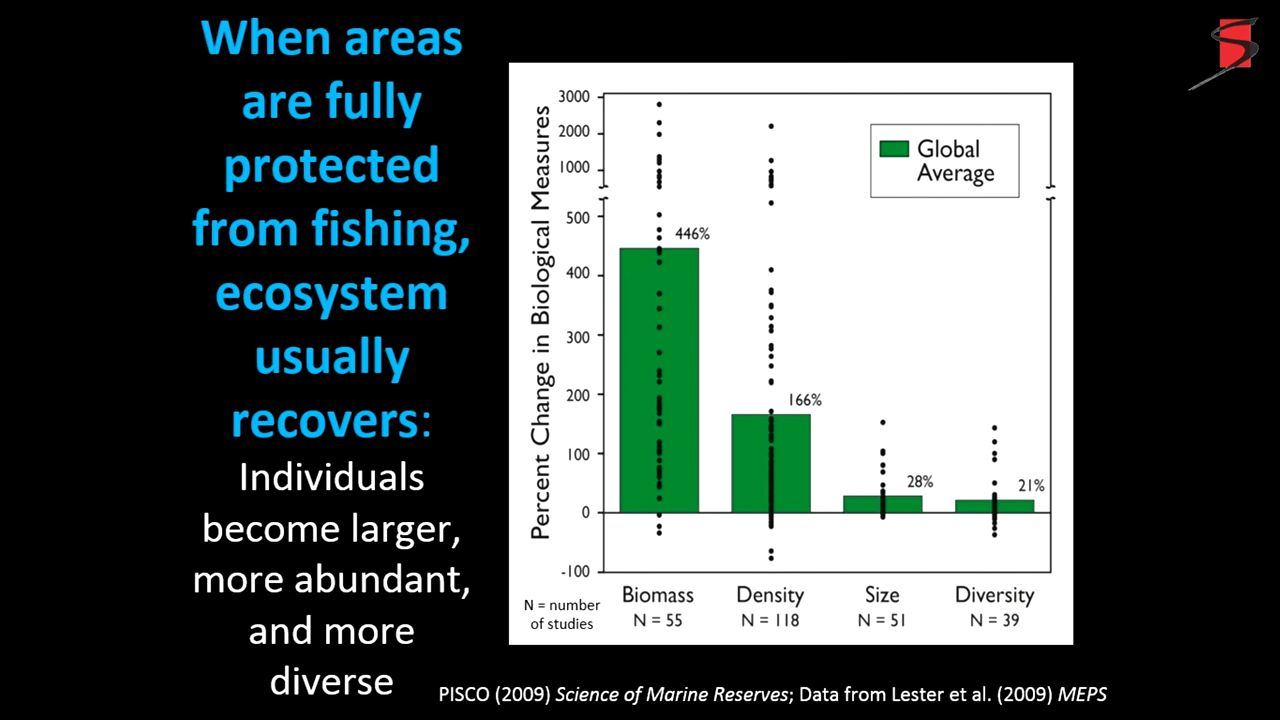 When areas
are fully
protected
from fishing,
ecosystem
usually
recovers:
Individuals
become larger,
more abundant,
and more
diverse
Percent Change in Biological Measures
3000
2000
1000
500
400
300
200
100
0
-100
Global
Average
446%
166%
28%
21%
Biomass
Density
Size
Diversity
N = number
of studies
N = 55
N = 118
N = 51
N = 39
PISCO (2009) Science of Marine Reserves; Data from Lester et al. (2009) MEPS